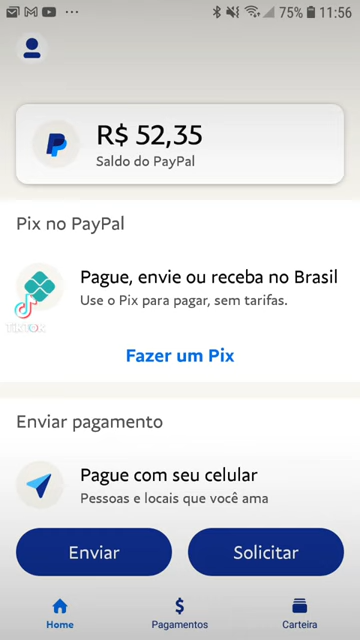 75% 11:56
R$ 52,35
Saldo do PayPal
Pix no PayPal
Pague, envie ou receba no Brasil
Use o Pix para pagar, sem tarifas.
TIKTOK
Fazer um Pix
Enviar pagamento
Pague com seu celular
Pessoas e locais que você ama
Enviar Solicitar
Home Pagamentos Carteira